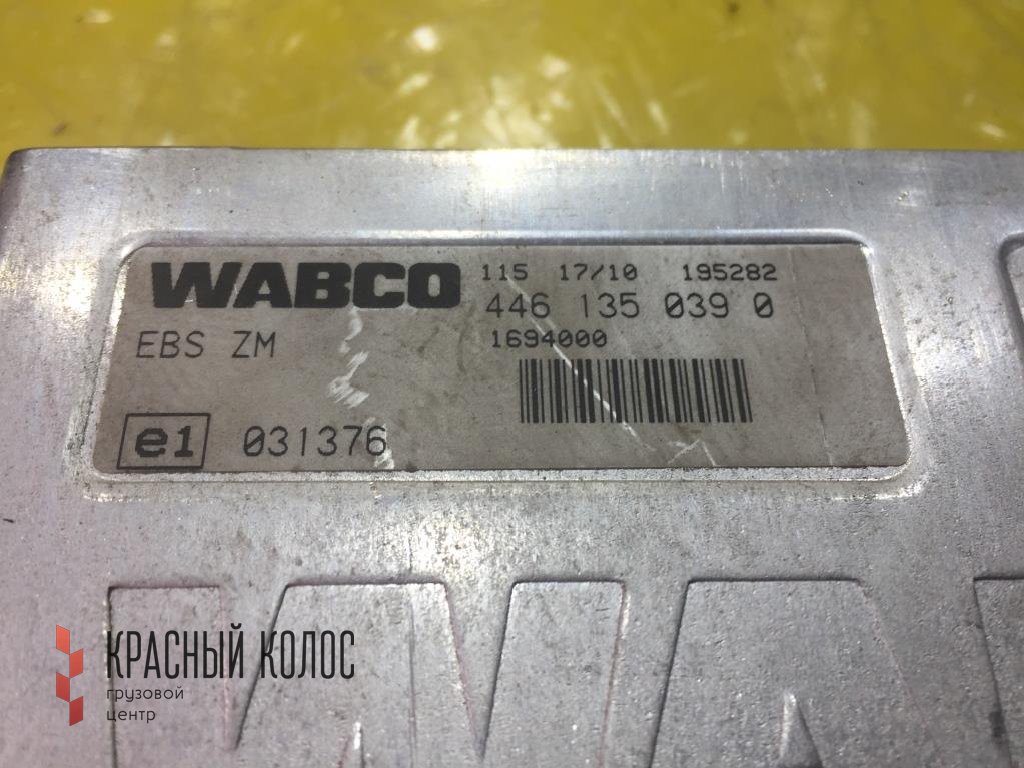 WABCO 115 17/10 195282
446 135 039 0
EBS ZM 1694000
e1 031376
КРАСНЫЙ КОЛОС
грузовой
центр